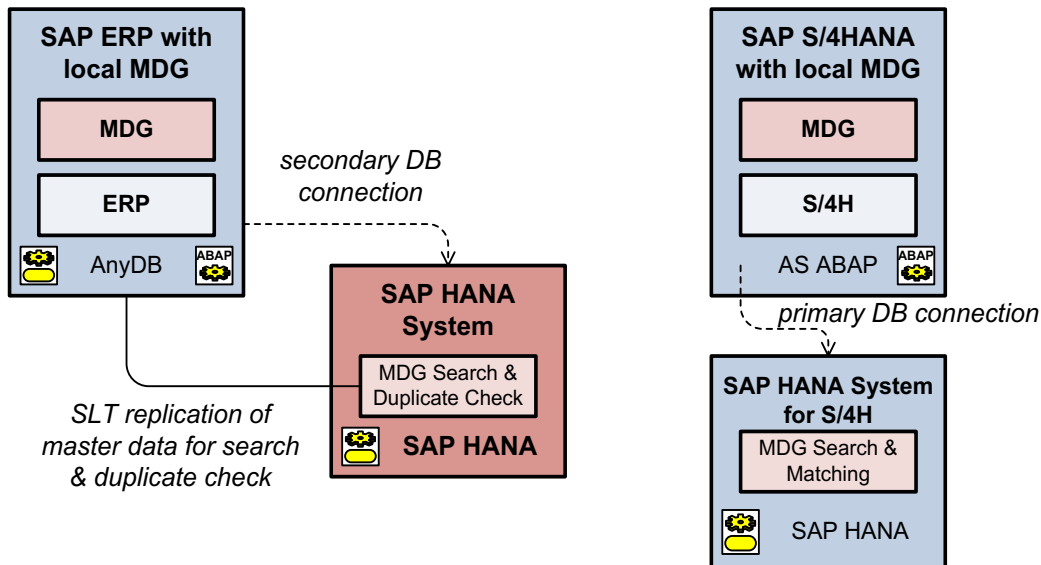 SAP ERP with
local MDG
MDG
ERP
AnyDB
ABAP
secondary DB
connection
SAP HANA
System
MDG Search &
Duplicate Check
SAP HANA
SLT replication of
master data for search
& duplicate check
SAP S/4HANA
with local MDG
MDG
S/4H
AS ABAP
ABAP
primary DB connection
SAP HANA System
for S/4H
MDG Search &
Matching
SAP HANA